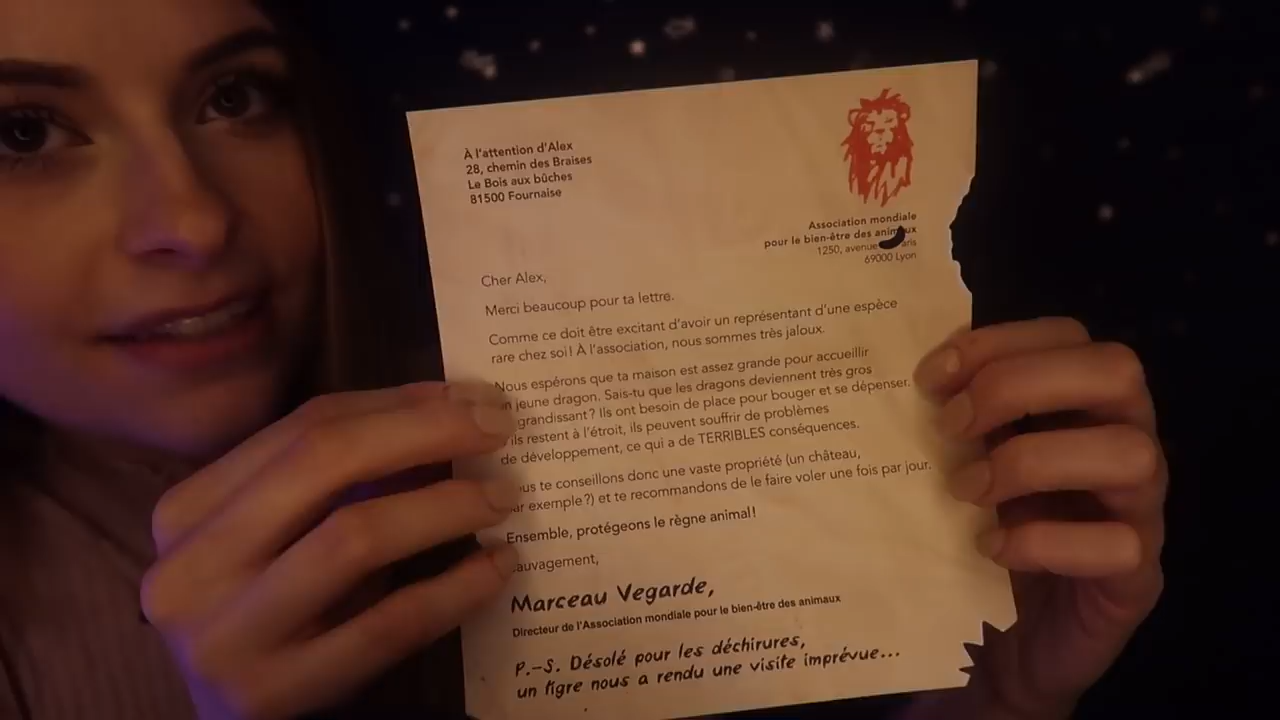 À l'attention d'Alex
28, chemin des Braises
Le Bois aux bûches
81500 Fournaise
Association mondiale
pour le bien-être des animaux
1250, avenue aris
69000 Lyon
Cher Alex,
Merci beaucoup pour ta lettre.
Comme ce doit être excitant d'avoir un représentant d'une espèce
rare chez soi! À l'association, nous sommes très jaloux.
Nous espérons que ta maison est assez grande pour accueillir
n jeune dragon. Sais-tu que les dragons deviennent très gros
grandissant? Ils ont besoin de place pour bouger et se dépenser.
ils restent à l'étroit, ils peuvent souffrir de problèmes
de développement, ce qui a de TERRIBLES conséquences.
ous te conseillons donc une vaste propriété (un château,
ar exemple?) et te recommandons de le faire voler une fois par jour.
Ensemble, protégeons le règne animal!
auvagement,
Marceau Vegarde,
Directeur de l'Association mondiale pour le bien-être des animaux
P.-S. Désolé pour les déchirures,
un tigre nous a rendu une visite imprévue...